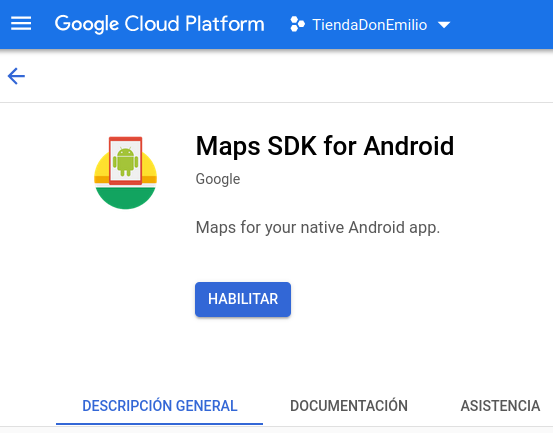 Google Cloud Platform TiendaDonEmilio
Maps SDK for Android
Google
Maps for your native Android app.
HABILITAR
DESCRIPCIÓN GENERAL DOCUMENTACIÓN ASISTENCIA